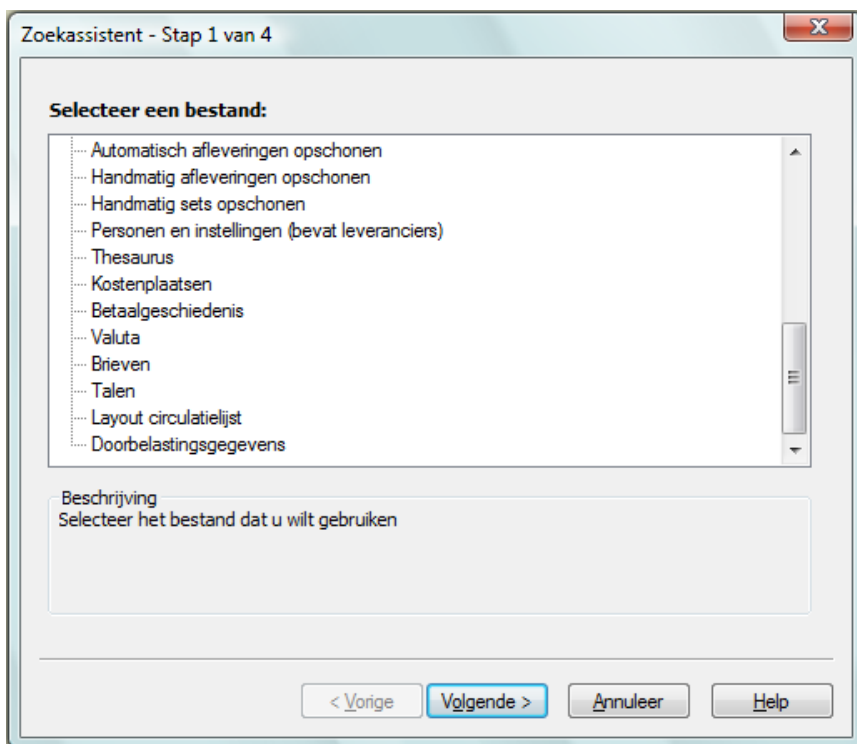 Zoekassistent - Stap 1 van 4
Selecteer een bestand:
Automatisch afleveringen opschonen
Handmatig afleveringen opschonen
Handmatig sets opschonen
Personen en instellingen (bevat leveranciers)
Thesaurus
Kostenplaatsen
Betaalgeschiedenis
Valuta
Brieven
Talen
Layout circulatielijst
Doorbelastingsgegevens
Beschrijving
Selecteer het bestand dat u wilt gebruiken
< Vorige Volgende > Annuleer Help